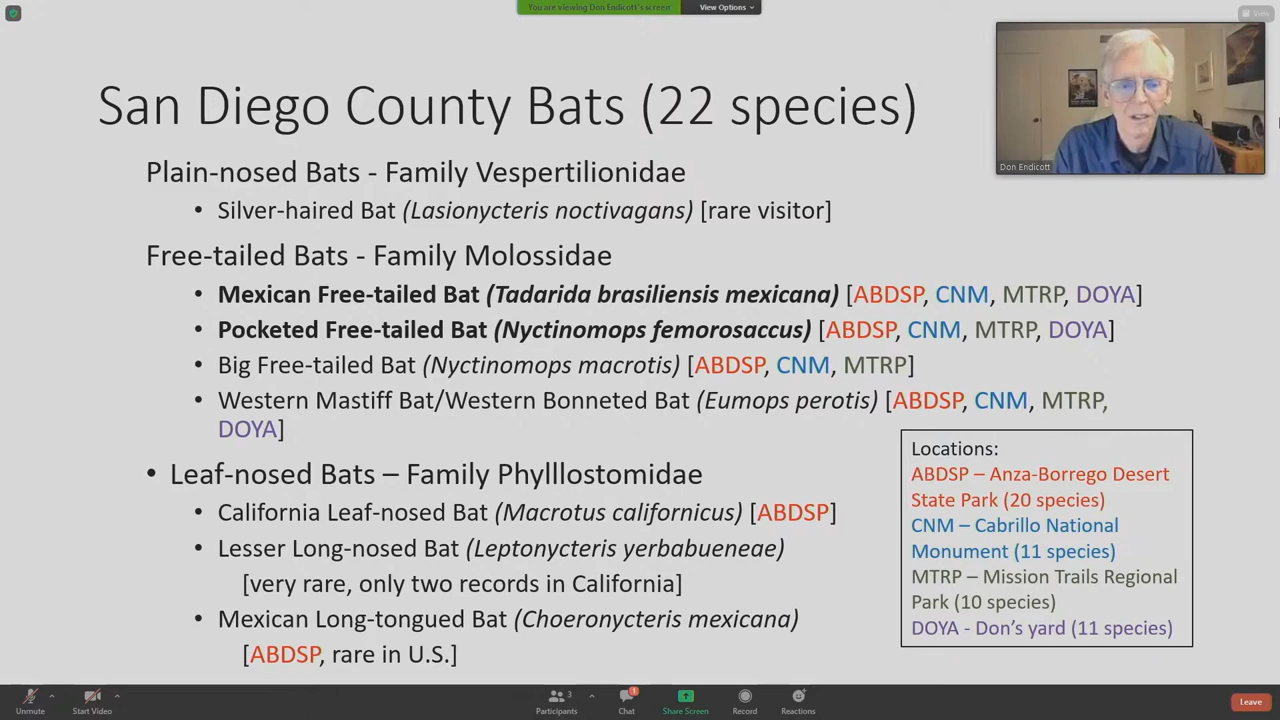 You are viewing Don Endicott's screen
View Options
View
San Diego County Bats (22 species)
Don Endicott
Plain-nosed Bats - Family Vespertilionidae
• Silver-haired Bat (Lasionycteris noctivagans) [rare visitor]
Free-tailed Bats - Family Molossidae
• Mexican Free-tailed Bat (Tadarida brasiliensis mexicana) [ABDSP, CNM, MTRP, DOYA]
• Pocketed Free-tailed Bat (Nyctinomops femorosaccus) [ABDSP, CNM, MTRP, DOYA]
• Big Free-tailed Bat (Nyctinomops macrotis) [ABDSP, CNM, MTRP]
• Western Mastiff Bat/Western Bonneted Bat (Eumops perotis) [ABDSP, CNM, MTRP,
DOYA]
• Leaf-nosed Bats – Family Phylllostomidae
• California Leaf-nosed Bat (Macrotus californicus) [ABDSP]
• Lesser Long-nosed Bat (Leptonycteris yerbabueneae)
[very rare, only two records in California]
• Mexican Long-tongued Bat (Choeronycteris mexicana)
[ABDSP, rare in U.S.]
Locations:
ABDSP – Anza-Borrego Desert
State Park (20 species)
CNM – Cabrillo National
Monument (11 species)
MTRP – Mission Trails Regional
Park (10 species)
DOYA - Don's yard (11 species)
Unmute
Start Video
Participants 3
Chat 1
Share Screen
Record
Reactions
Leave